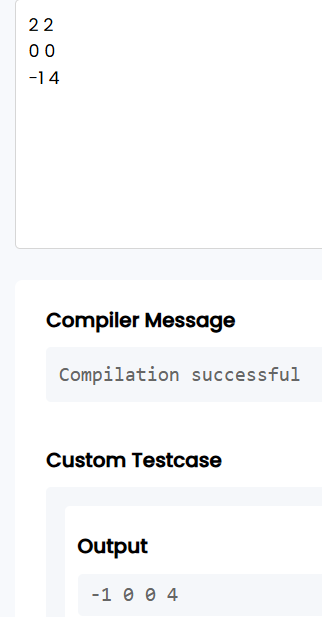 2 2
0 0
-1 4
Compiler Message
Compilation successful
Custom Testcase
Output
-1 0 0 4